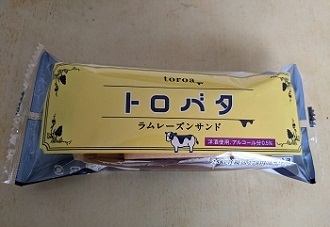 toroa
トロバタ
ラムレーズンサンド
洋酒使用、アルコール分0.5%